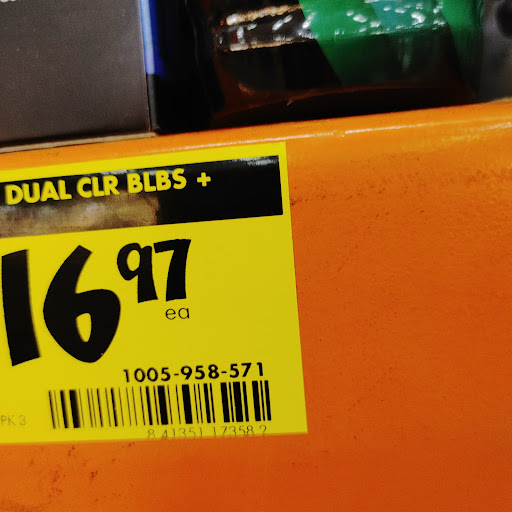 DUAL CLR BLBS +
16 97
ea
1005-958-571
PK 3
8 41351 17358 2